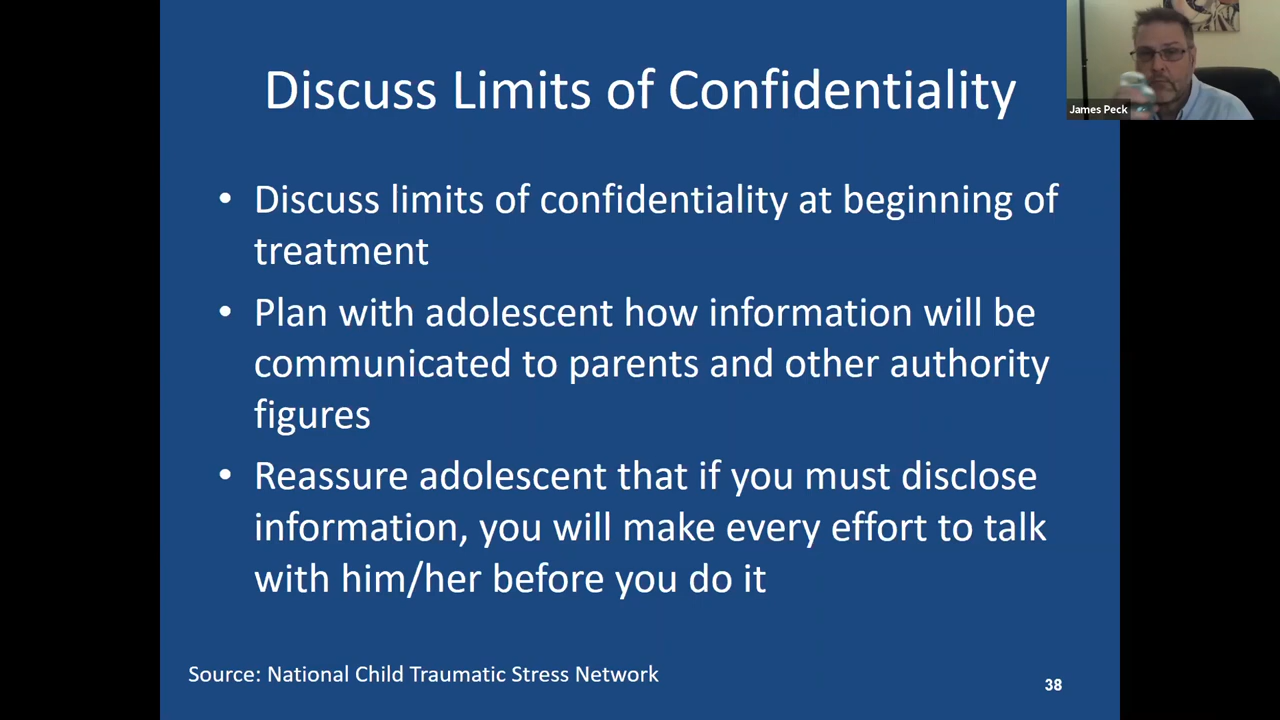 Discuss Limits of Confidentiality
James Peck
• Discuss limits of confidentiality at beginning of
treatment
• Plan with adolescent how information will be
communicated to parents and other authority
figures
• Reassure adolescent that if you must disclose
information, you will make every effort to talk
with him/her before you do it
Source: National Child Traumatic Stress Network
38